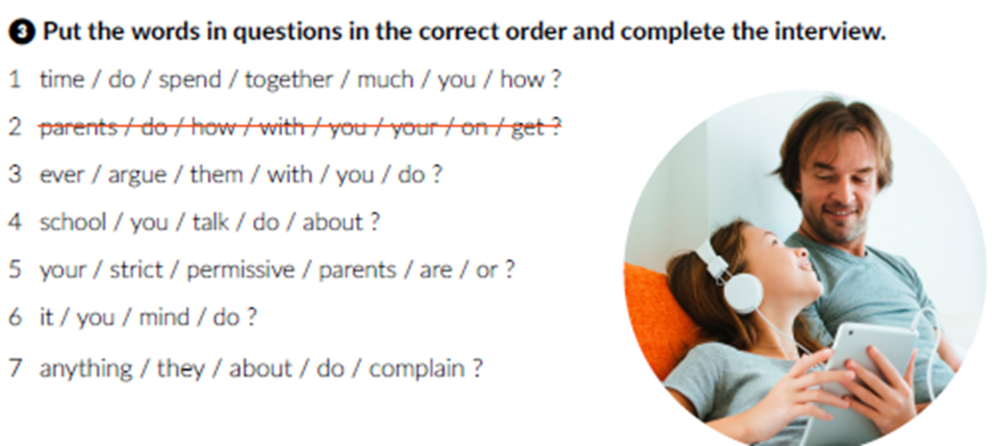 3 Put the words in questions in the correct order and complete the interview.
1 time / do / spend / together / much / you / how ?
2 parents / do / how / with / you / your / on / get ?
3 ever / argue / them / with / you / do ?
4 school / you / talk / do / about ?
5 your / strict / permissive / parents / are / or ?
6 it / you / mind / do ?
7 anything / they / about / do / complain ?